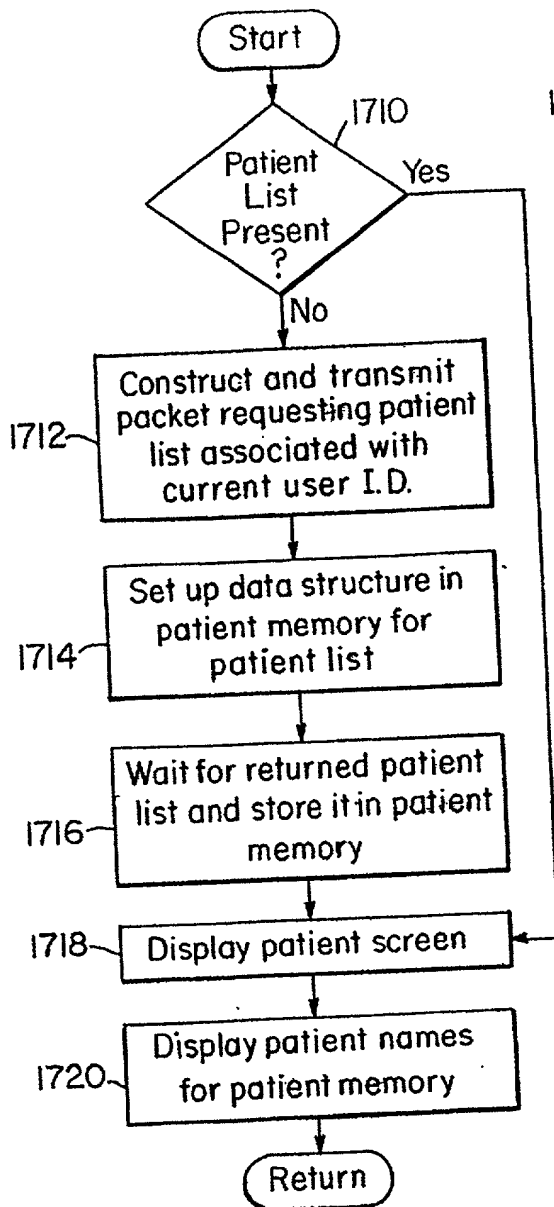 Start
1710
Patient
List
Present
?
Yes
No
1712
Construct and transmit
packet requesting patient
list associated with
current user I.D.
1714
Set up data structure in
patient memory for
patient list
1716
Wait for returned patient
list and store it in patient
memory
1718
Display patient screen
1720
Display patient names
for patient memory
Return